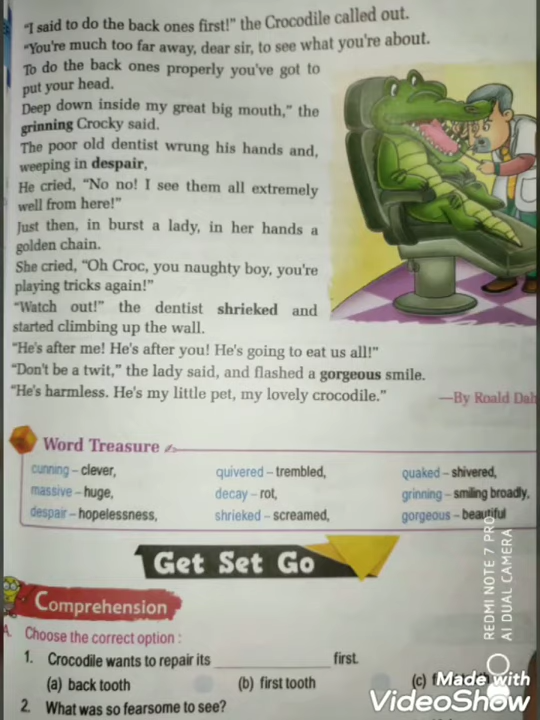 “I said to do the back ones first!” the Crocodile called out.
“You're much too far away, dear sir, to see what you're about.
To do the back ones properly you've got to
put your head.
Deep down inside my great big mouth,” the
grinning Crocky said.
The poor old dentist wrung his hands and,
weeping in despair,
He cried, “No no! I see them all extremely
well from here!”
Just then, in burst a lady, in her hands a
golden chain.
She cried, “Oh Croc, you naughty boy, you're
playing tricks again!”
“Watch out!” the dentist shrieked and
started climbing up the wall.
“He's after me! He's after you! He's going to eat us all!”
“Don't be a twit,” the lady said, and flashed a gorgeous smile.
“He's harmless. He's my little pet, my lovely crocodile.”
—By Roald Dah
Word Treasure
cunning – clever, quivered – trembled, quaked – shivered,
massive – huge, decay – rot, grinning – smiling broadly,
despair – hopelessness, shrieked – screamed, gorgeous – beautiful
Get Set Go
Comprehension
A. Choose the correct option :
1. Crocodile wants to repair its ____________ first.
(a) back tooth (b) first tooth (c)
2. What was so fearsome to see?
REDMI NOTE 7 PRO
AI DUAL CAMERA
Made with
VideoShow